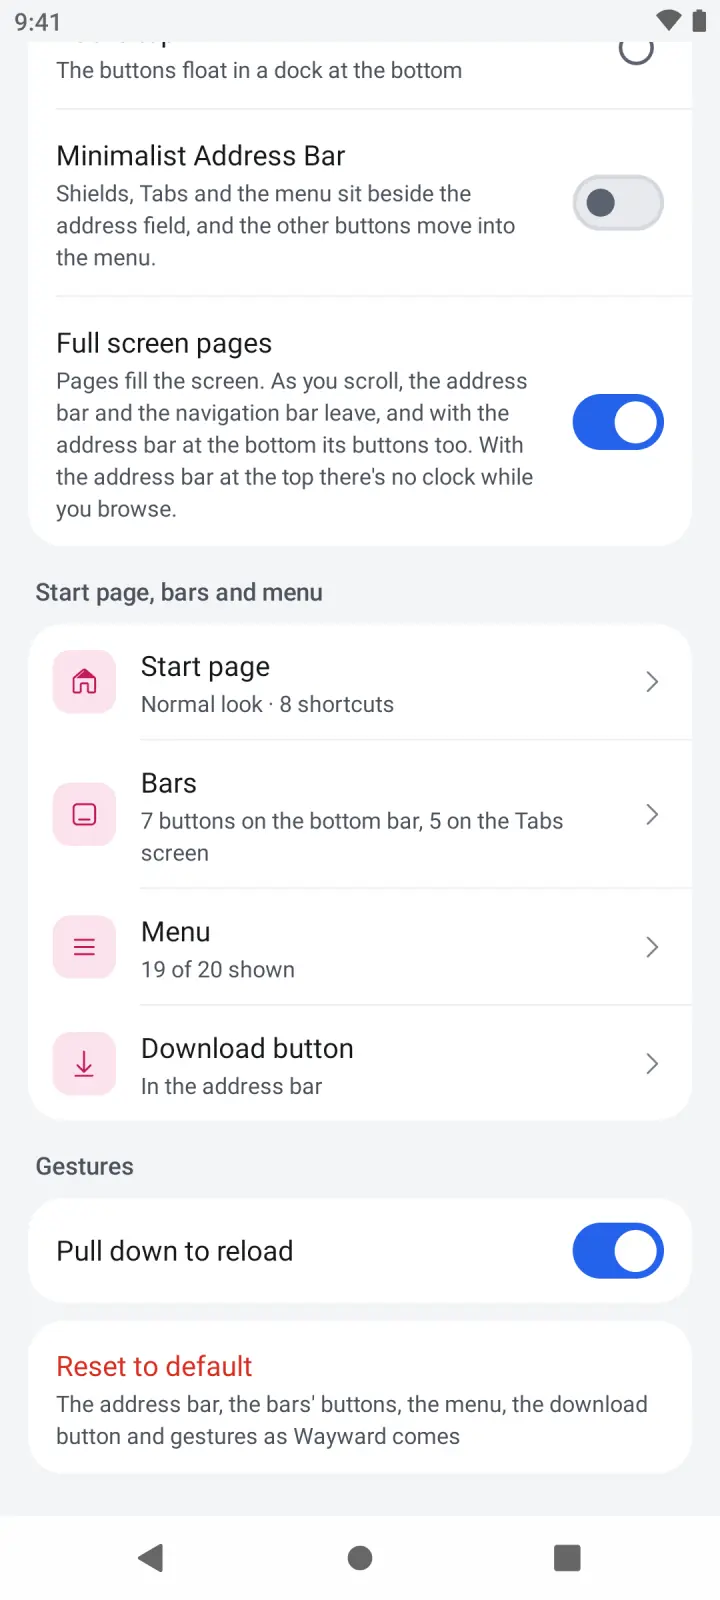 9:41
The buttons float in a dock at the bottom
Minimalist Address Bar
Shields, Tabs and the menu sit beside the
address field, and the other buttons move into
the menu.
Full screen pages
Pages fill the screen. As you scroll, the address
bar and the navigation bar leave, and with the
address bar at the bottom its buttons too. With
the address bar at the top there's no clock while
you browse.
Start page, bars and menu
Start page
Normal look · 8 shortcuts
Bars
7 buttons on the bottom bar, 5 on the Tabs
screen
Menu
19 of 20 shown
Download button
In the address bar
Gestures
Pull down to reload
Reset to default
The address bar, the bars' buttons, the menu, the download
button and gestures as Wayward comes